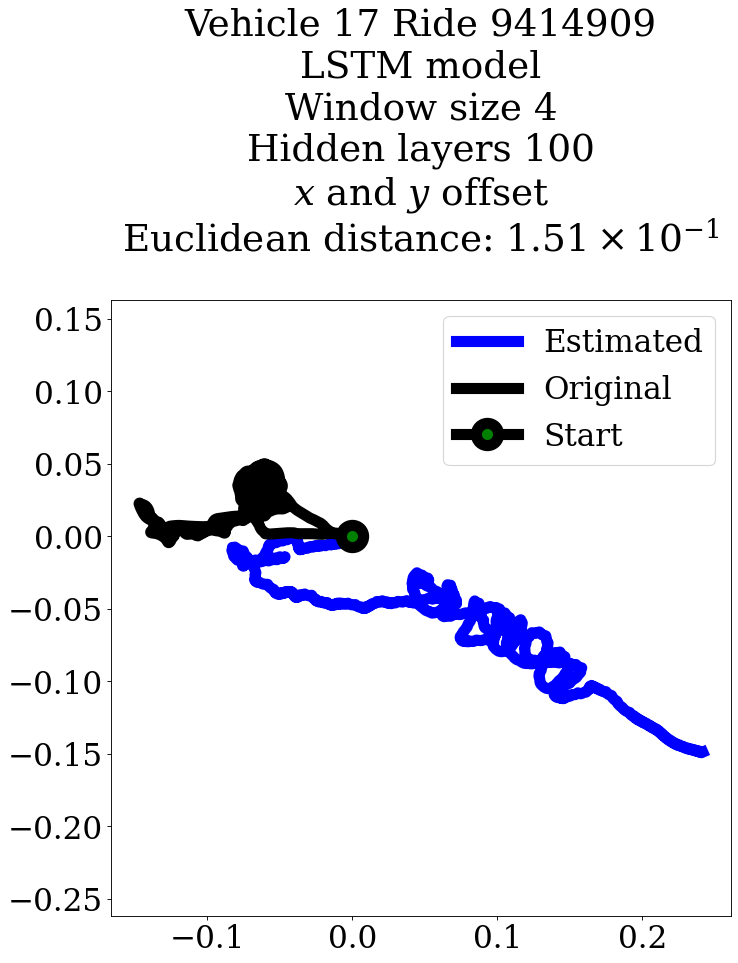 Vehicle 17 Ride 9414909
LSTM model
Window size 4
Hidden layers 100
x and y offset
Euclidean distance: 1.51 × 10⁻¹
Estimated
Original
Start
0.15
0.10
0.05
0.00
−0.05
−0.10
−0.15
−0.20
−0.25
−0.1 0.0 0.1 0.2